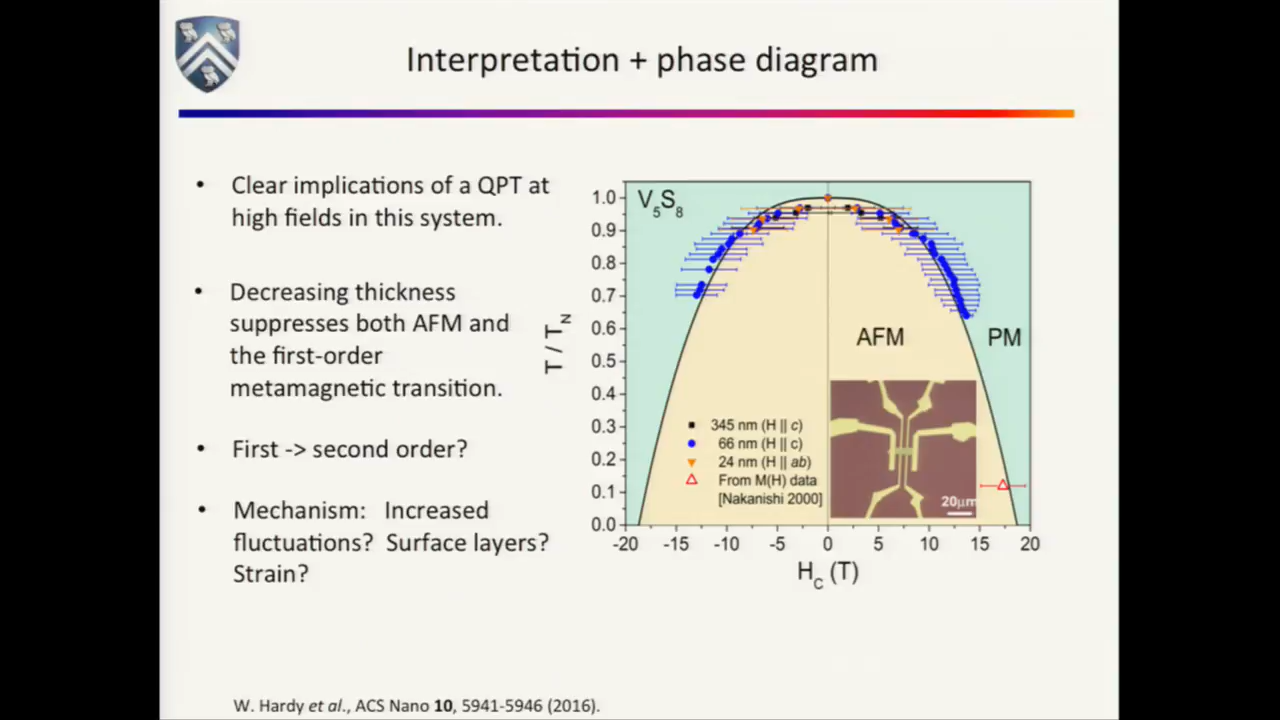 Interpretation + phase diagram
• Clear implications of a QPT at
high fields in this system.
• Decreasing thickness
suppresses both AFM and
the first-order
metamagnetic transition.
• First -> second order?
• Mechanism: Increased
fluctuations? Surface layers?
Strain?
V5S8
1.0
0.9
0.8
0.7
0.6
0.5
0.4
0.3
0.2
0.1
0.0
T / TN
AFM
PM
345 nm (H || c)
66 nm (H || c)
24 nm (H || ab)
From M(H) data
[Nakanishi 2000]
20µm
-20 -15 -10 -5 0 5 10 15 20
HC (T)
W. Hardy et al., ACS Nano 10, 5941-5946 (2016).